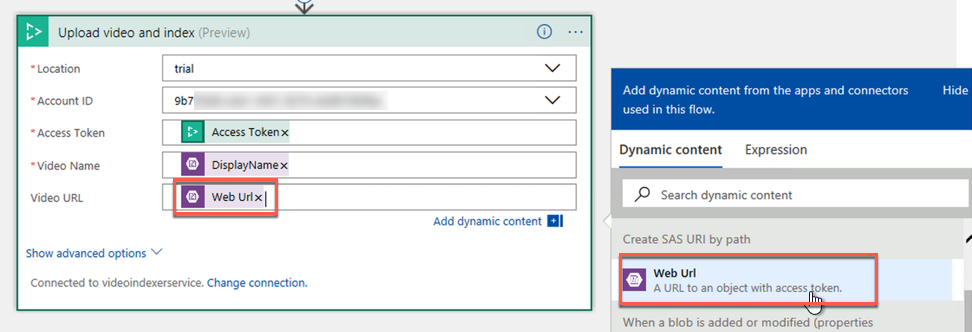 Upload video and index (Preview)
* Location
trial
* Account ID
9b7
* Access Token
Access Token ×
* Video Name
DisplayName ×
Video URL
Web Url ×
Add dynamic content
Show advanced options
Connected to videoindexerservice. Change connection.
Add dynamic content from the apps and connectors
used in this flow.
Hide
Dynamic content
Expression
Search dynamic content
Create SAS URI by path
Web Url
A URL to an object with access token.
When a blob is added or modified (properties